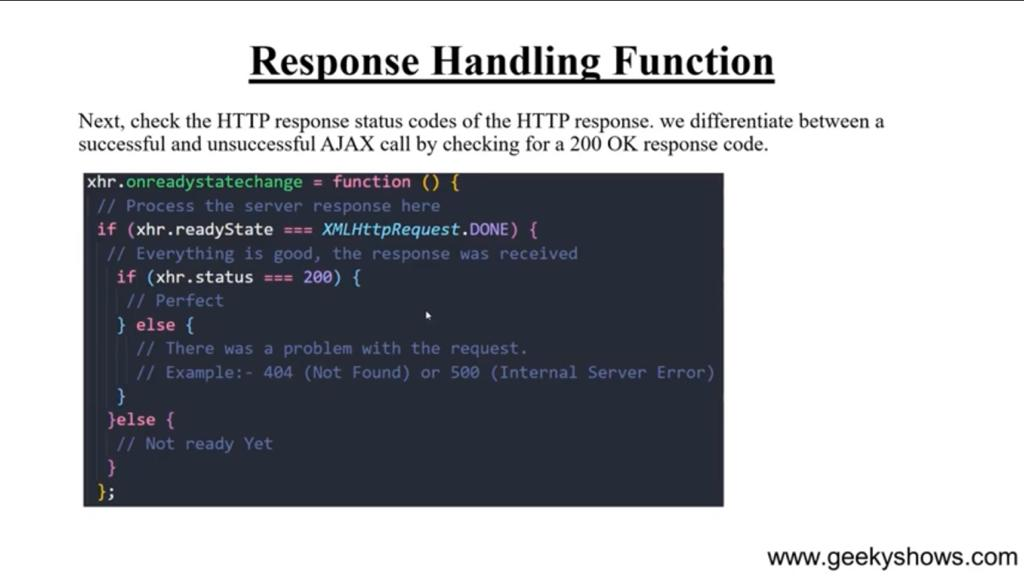 Response Handling Function
Next, check the HTTP response status codes of the HTTP response. we differentiate between a
successful and unsuccessful AJAX call by checking for a 200 OK response code.
xhr.onreadystatechange = function () {
// Process the server response here
if (xhr.readyState === XMLHttpRequest.DONE) {
// Everything is good, the response was received
if (xhr.status === 200) {
// Perfect
} else {
// There was a problem with the request.
// Example:- 404 (Not Found) or 500 (Internal Server Error)
}
}else {
// Not ready Yet
}
};
www.geekyshows.com